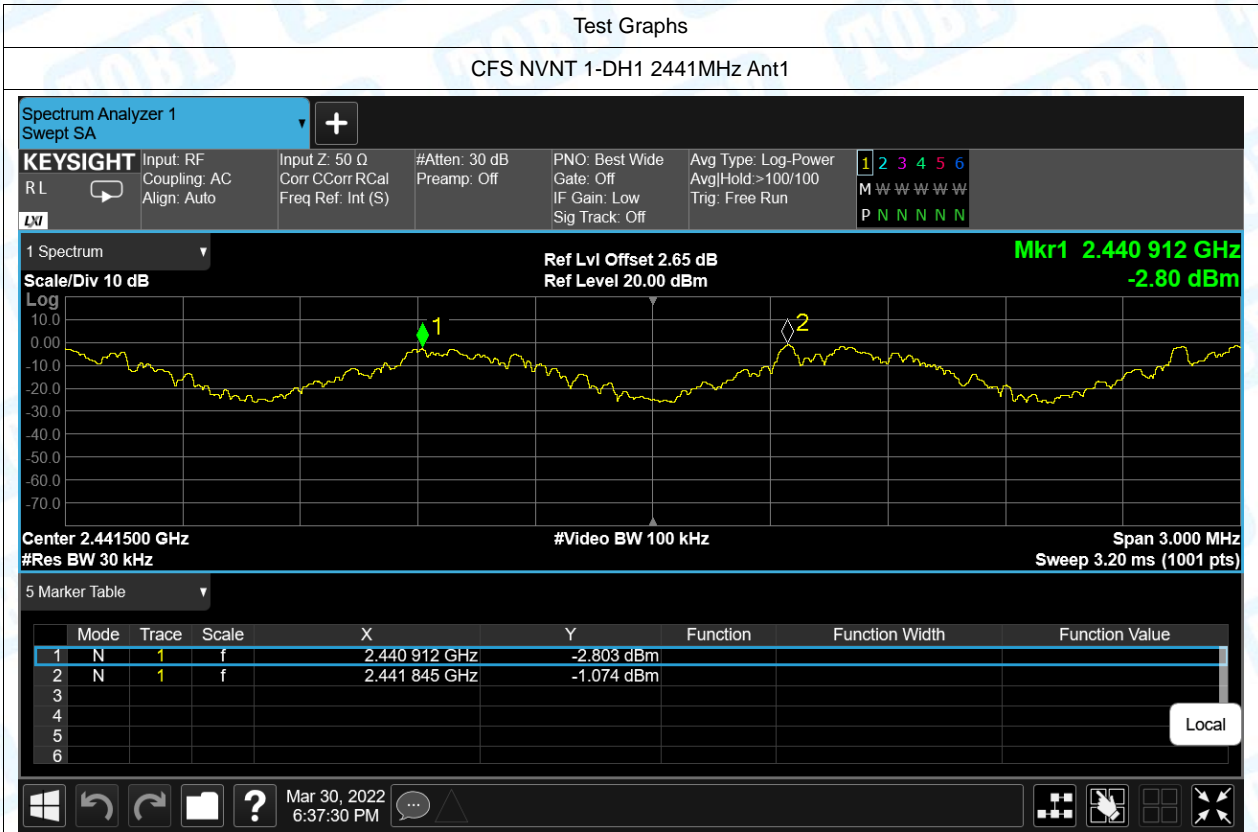 Test Graphs
CFS NVNT 1-DH1 2441MHz Ant1
Spectrum Analyzer 1
Swept SA
KEYSIGHT
R L
LXI
Input: RF
Coupling: AC
Align: Auto
Input Z: 50 Ω
Corr CCorr RCal
Freq Ref: Int (S)
#Atten: 30 dB
Preamp: Off
PNO: Best Wide
Gate: Off
IF Gain: Low
Sig Track: Off
Avg Type: Log-Power
Avg|Hold:>100/100
Trig: Free Run
1 2 3 4 5 6
M W W W W W
P N N N N N
1 Spectrum
Scale/Div 10 dB
Ref Lvl Offset 2.65 dB
Ref Level 20.00 dBm
Mkr1 2.440 912 GHz
-2.80 dBm
Log
10.0
0.00
-10.0
-20.0
-30.0
-40.0
-50.0
-60.0
-70.0
1
2
Center 2.441500 GHz
#Res BW 30 kHz
#Video BW 100 kHz
Span 3.000 MHz
Sweep 3.20 ms (1001 pts)
5 Marker Table
Mode Trace Scale X Y Function Function Width Function Value
1 N 1 f 2.440 912 GHz -2.803 dBm
2 N 1 f 2.441 845 GHz -1.074 dBm
3
4
5
6
Local
?
Mar 30, 2022
6:37:30 PM
TOBY